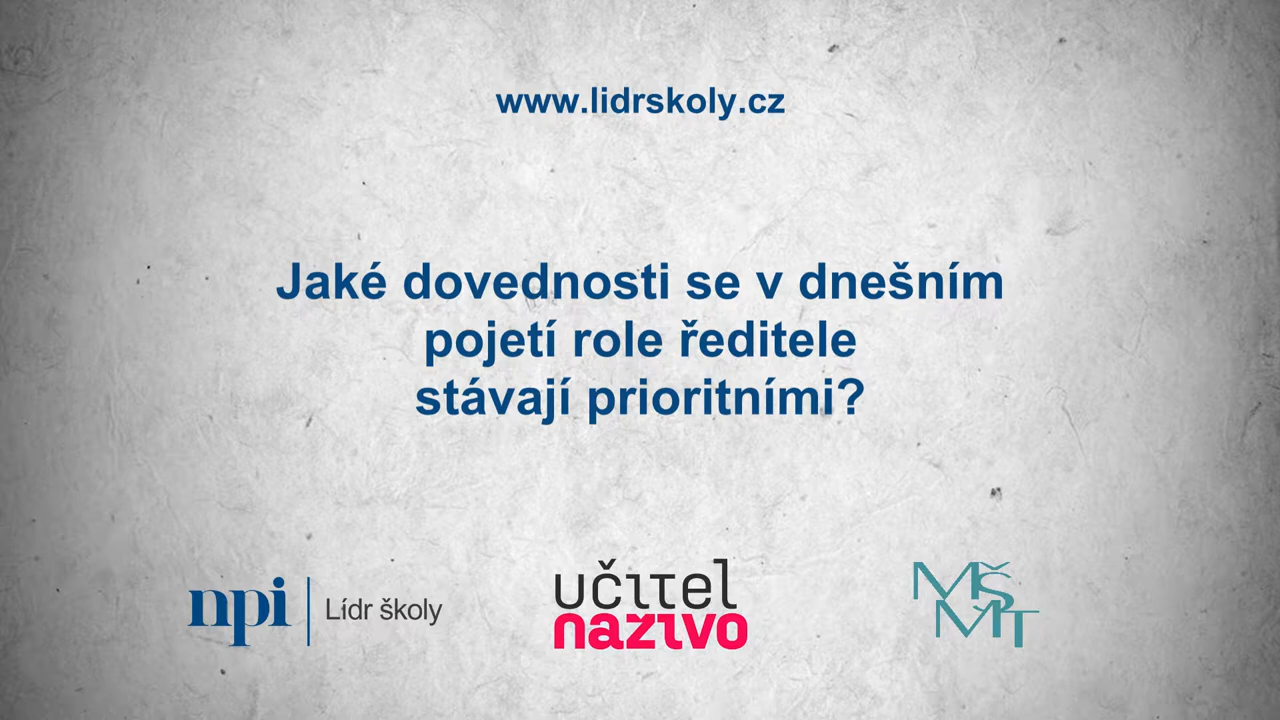 www.lidrskoly.cz
Jaké dovednosti se v dnešním
pojetí role ředitele
stávají prioritními?
npi | Lídr školy
učitel
naživo
MŠ
MT